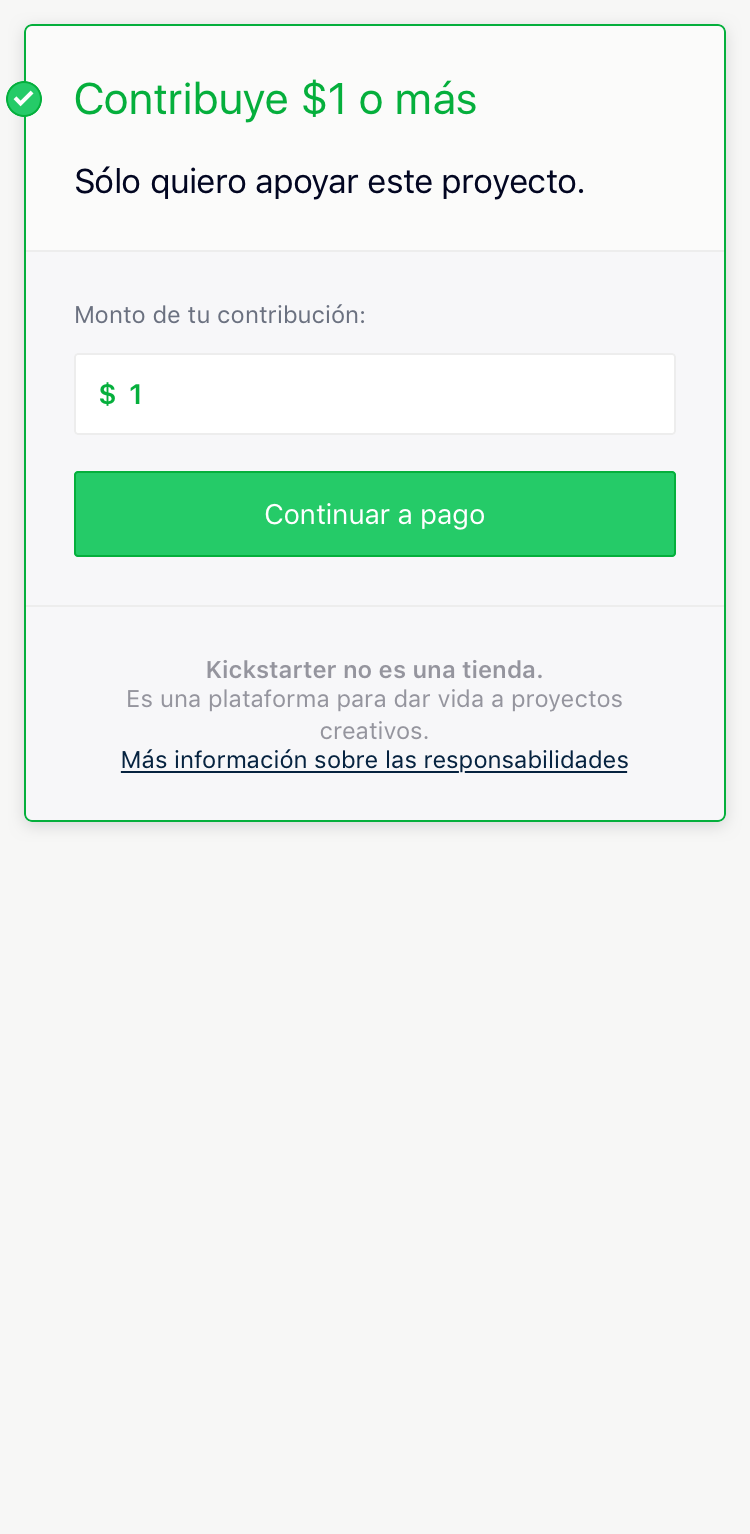 Contribuye $1 o más
Sólo quiero apoyar este proyecto.
Monto de tu contribución:
$ 1
Continuar a pago
Kickstarter no es una tienda.
Es una plataforma para dar vida a proyectos
creativos.
Más información sobre las responsabilidades